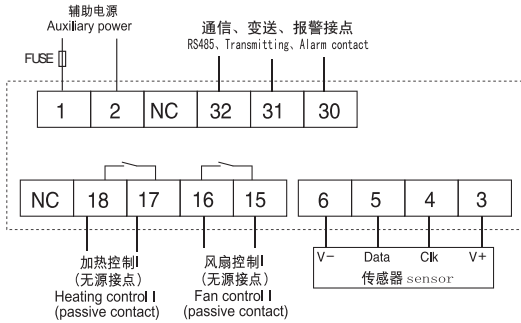 辅助电源
Auxiliary power
FUSE
通信、变送、报警接点
RS485、Transmitting、Alarm contact
1 2 NC 32 31 30
NC 18 17 16 15 6 5 4 3
V- Data Clk V+
传感器 sensor
加热控制I
(无源接点)
Heating control I
(passive contact)
风扇控制I
(无源接点)
Fan control I
(passive contact)